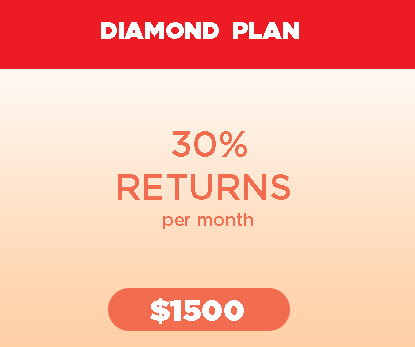 DIAMOND PLAN
30%
RETURNS
per month
$1500